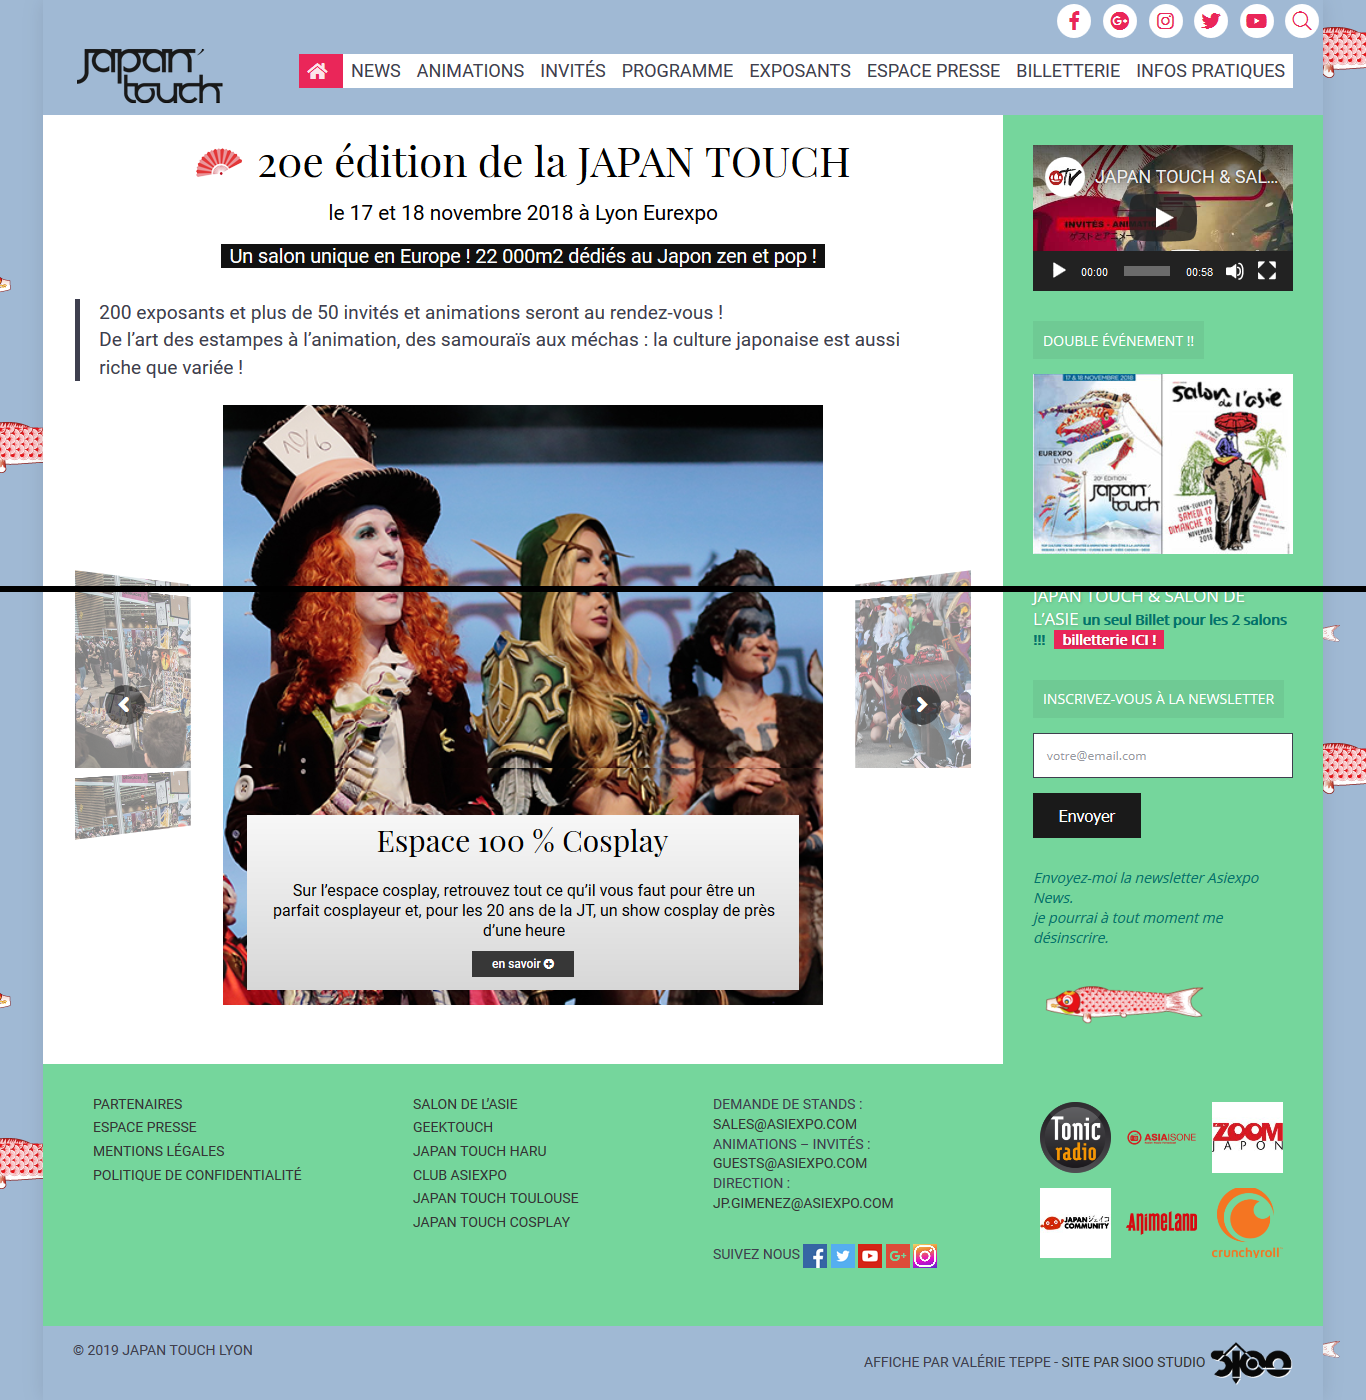 Japan'
touch
NEWS ANIMATIONS INVITÉS PROGRAMME EXPOSANTS ESPACE PRESSE BILLETTERIE INFOS PRATIQUES
20e édition de la JAPAN TOUCH
le 17 et 18 novembre 2018 à Lyon Eurexpo
Un salon unique en Europe ! 22 000m2 dédiés au Japon zen et pop !
200 exposants et plus de 50 invités et animations seront au rendez-vous !
De l'art des estampes à l'animation, des samouraïs aux méchas : la culture japonaise est aussi
riche que variée !
10/6
Espace 100 % Cosplay
Sur l'espace cosplay, retrouvez tout ce qu'il vous faut pour être un
parfait cosplayeur et, pour les 20 ans de la JT, un show cosplay de près
d'une heure
en savoir
TV JAPAN TOUCH & SAL...
INVITÉS - ANIMA
ゲストとアニメー
00:00 00:58
DOUBLE ÉVÉNEMENT !!
17 & 18 NOVEMBRE 2018
EUREXPO
LYON
20e ÉDITION
Japan'
touch
salon
de l'asie
LYON-EUREXPO
SAMEDI 17
DIMANCHE 18
NOVEMBRE
2018
JAPAN TOUCH & SALON DE
L'ASIE un seul Billet pour les 2 salons
!!! billetterie ICI !
INSCRIVEZ-VOUS À LA NEWSLETTER
votre@email.com
Envoyer
Envoyez-moi la newsletter Asiexpo
News.
je pourrai à tout moment me
désinscrire.
PARTENAIRES
ESPACE PRESSE
MENTIONS LÉGALES
POLITIQUE DE CONFIDENTIALITÉ
SALON DE L'ASIE
GEEKTOUCH
JAPAN TOUCH HARU
CLUB ASIEXPO
JAPAN TOUCH TOULOUSE
JAPAN TOUCH COSPLAY
DEMANDE DE STANDS :
SALES@ASIEXPO.COM
ANIMATIONS – INVITÉS :
GUESTS@ASIEXPO.COM
DIRECTION :
JP.GIMENEZ@ASIEXPO.COM
SUIVEZ NOUS
Tonic
radio
ASIAISONE
ZOOM
JAPON
JAPAN
COMMUNITY
ANIMELAND
crunchyroll
© 2019 JAPAN TOUCH LYON
AFFICHE PAR VALÉRIE TEPPE - SITE PAR SIOO STUDIO
SIOO